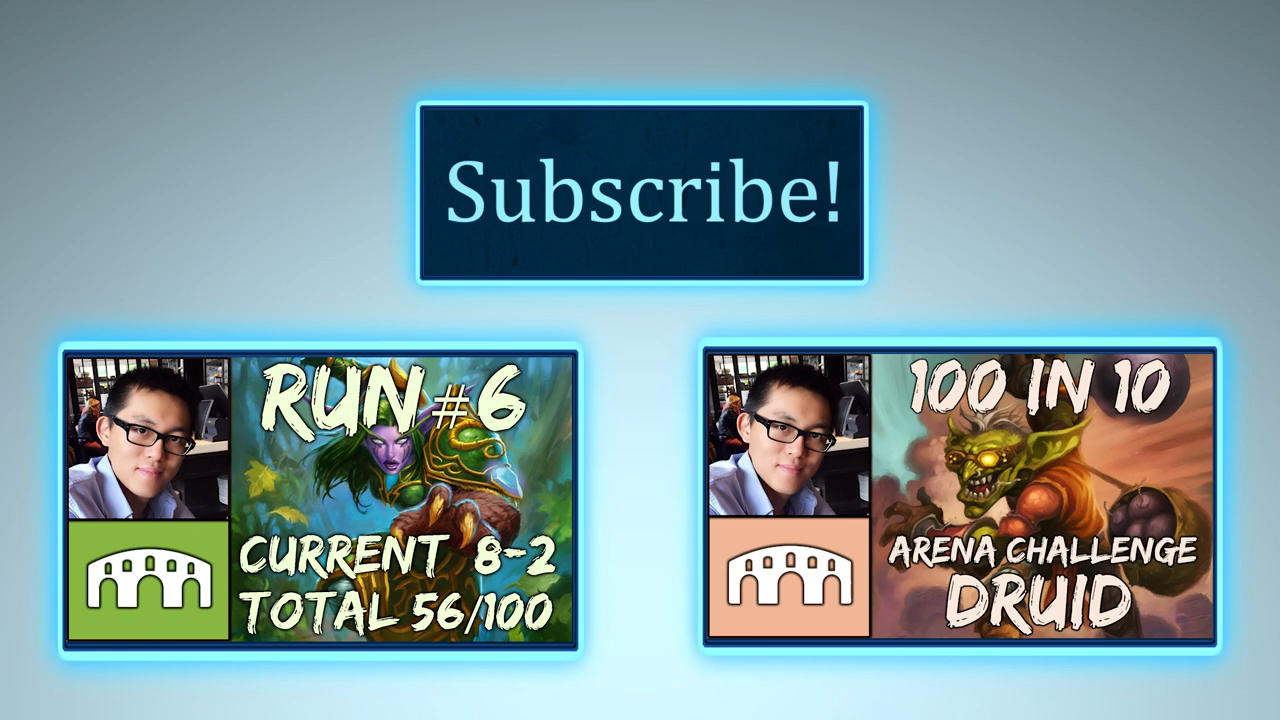 Subscribe!
RUN #6
CURRENT 8-2
TOTAL 56/100
100 IN 10
ARENA CHALLENGE
DRUID